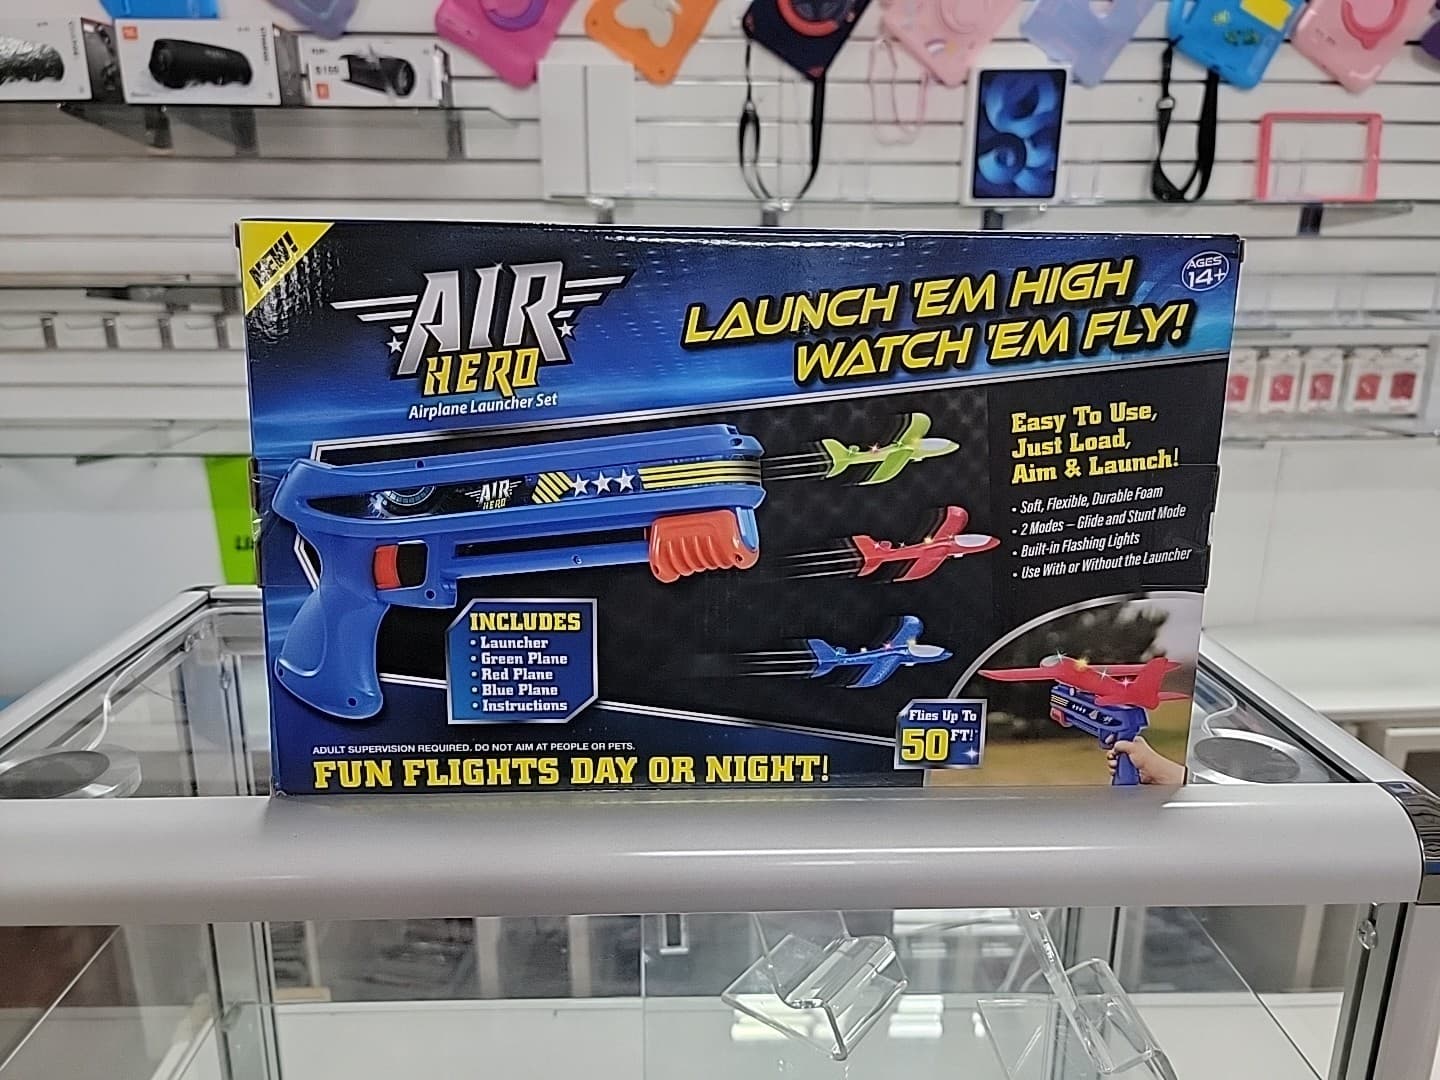 NEW!
AIR
HERO
Airplane Launcher Set
LAUNCH 'EM HIGH
WATCH 'EM FLY!
AGES
14+
Easy To Use,
Just Load,
Aim & Launch!
• Soft, Flexible, Durable Foam
• 2 Modes – Glide and Stunt Mode
• Built-in Flashing Lights
• Use With or Without the Launcher
AIR
HERO
INCLUDES
• Launcher
• Green Plane
• Red Plane
• Blue Plane
• Instructions
Flies Up To
50 FT!
ADULT SUPERVISION REQUIRED. DO NOT AIM AT PEOPLE OR PETS.
FUN FLIGHTS DAY OR NIGHT!